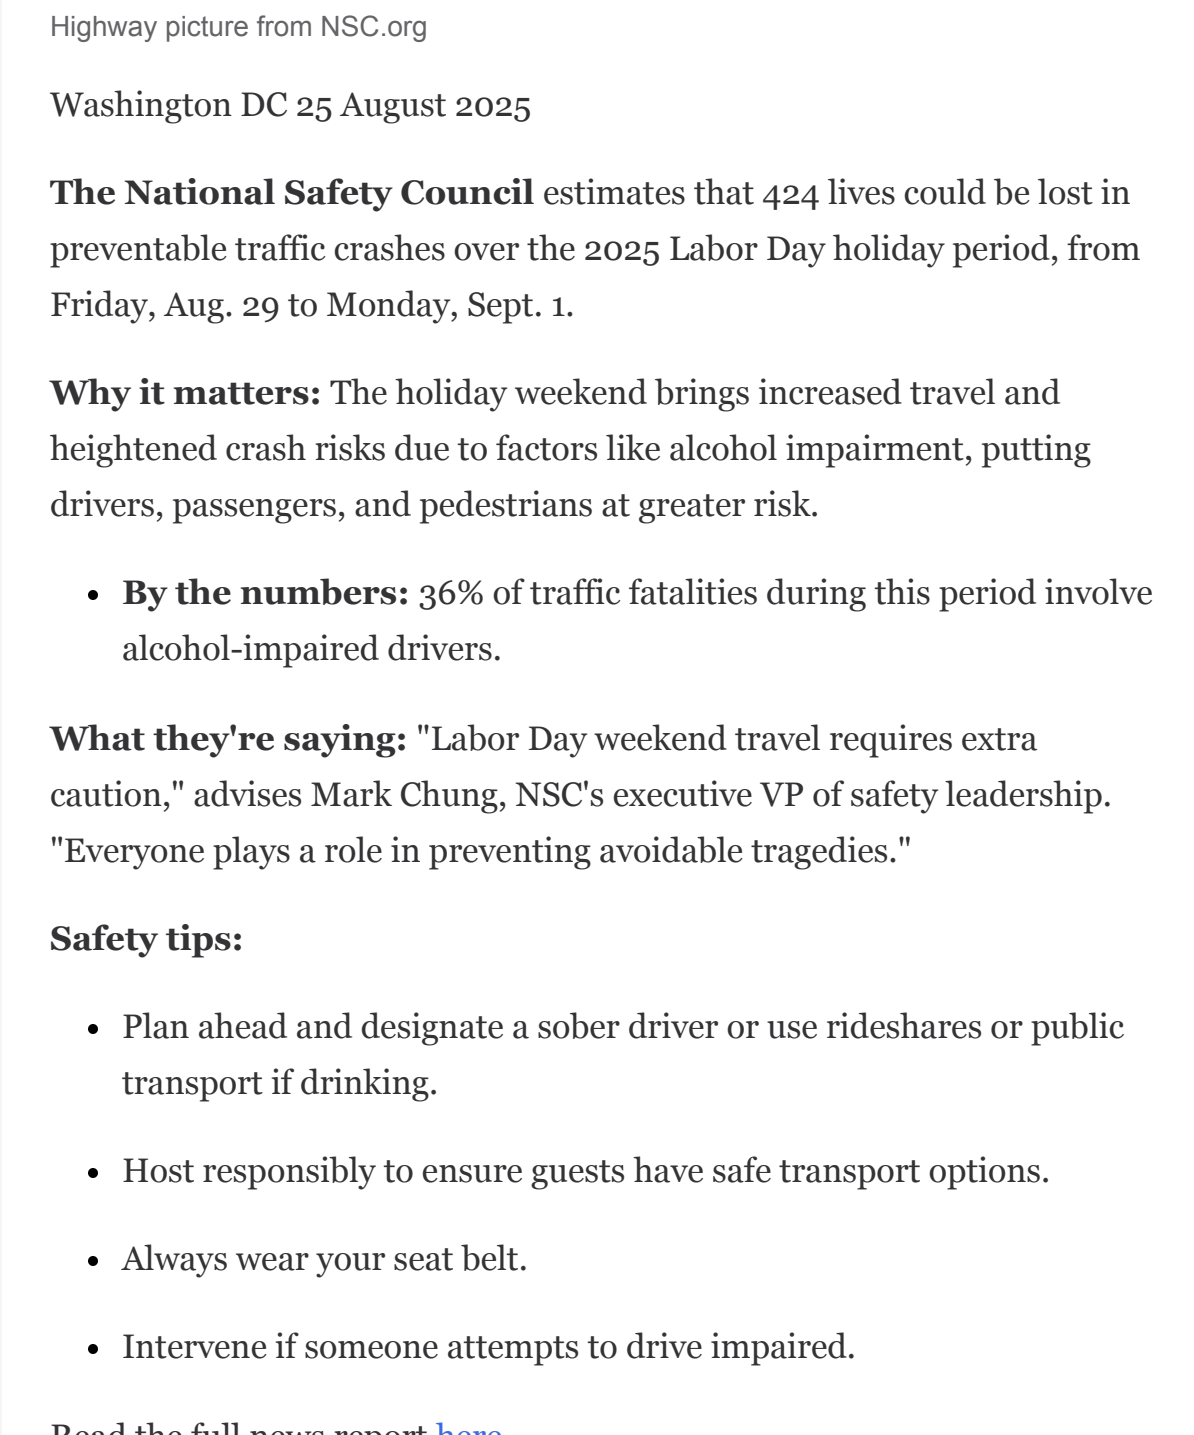 Highway picture from NSC.org
Washington DC 25 August 2025
The National Safety Council estimates that 424 lives could be lost in
preventable traffic crashes over the 2025 Labor Day holiday period, from
Friday, Aug. 29 to Monday, Sept. 1.
Why it matters: The holiday weekend brings increased travel and
heightened crash risks due to factors like alcohol impairment, putting
drivers, passengers, and pedestrians at greater risk.
• By the numbers: 36% of traffic fatalities during this period involve
alcohol-impaired drivers.
What they're saying: "Labor Day weekend travel requires extra
caution," advises Mark Chung, NSC's executive VP of safety leadership.
"Everyone plays a role in preventing avoidable tragedies."
Safety tips:
• Plan ahead and designate a sober driver or use rideshares or public
transport if drinking.
• Host responsibly to ensure guests have safe transport options.
• Always wear your seat belt.
• Intervene if someone attempts to drive impaired.
Read the full news report here